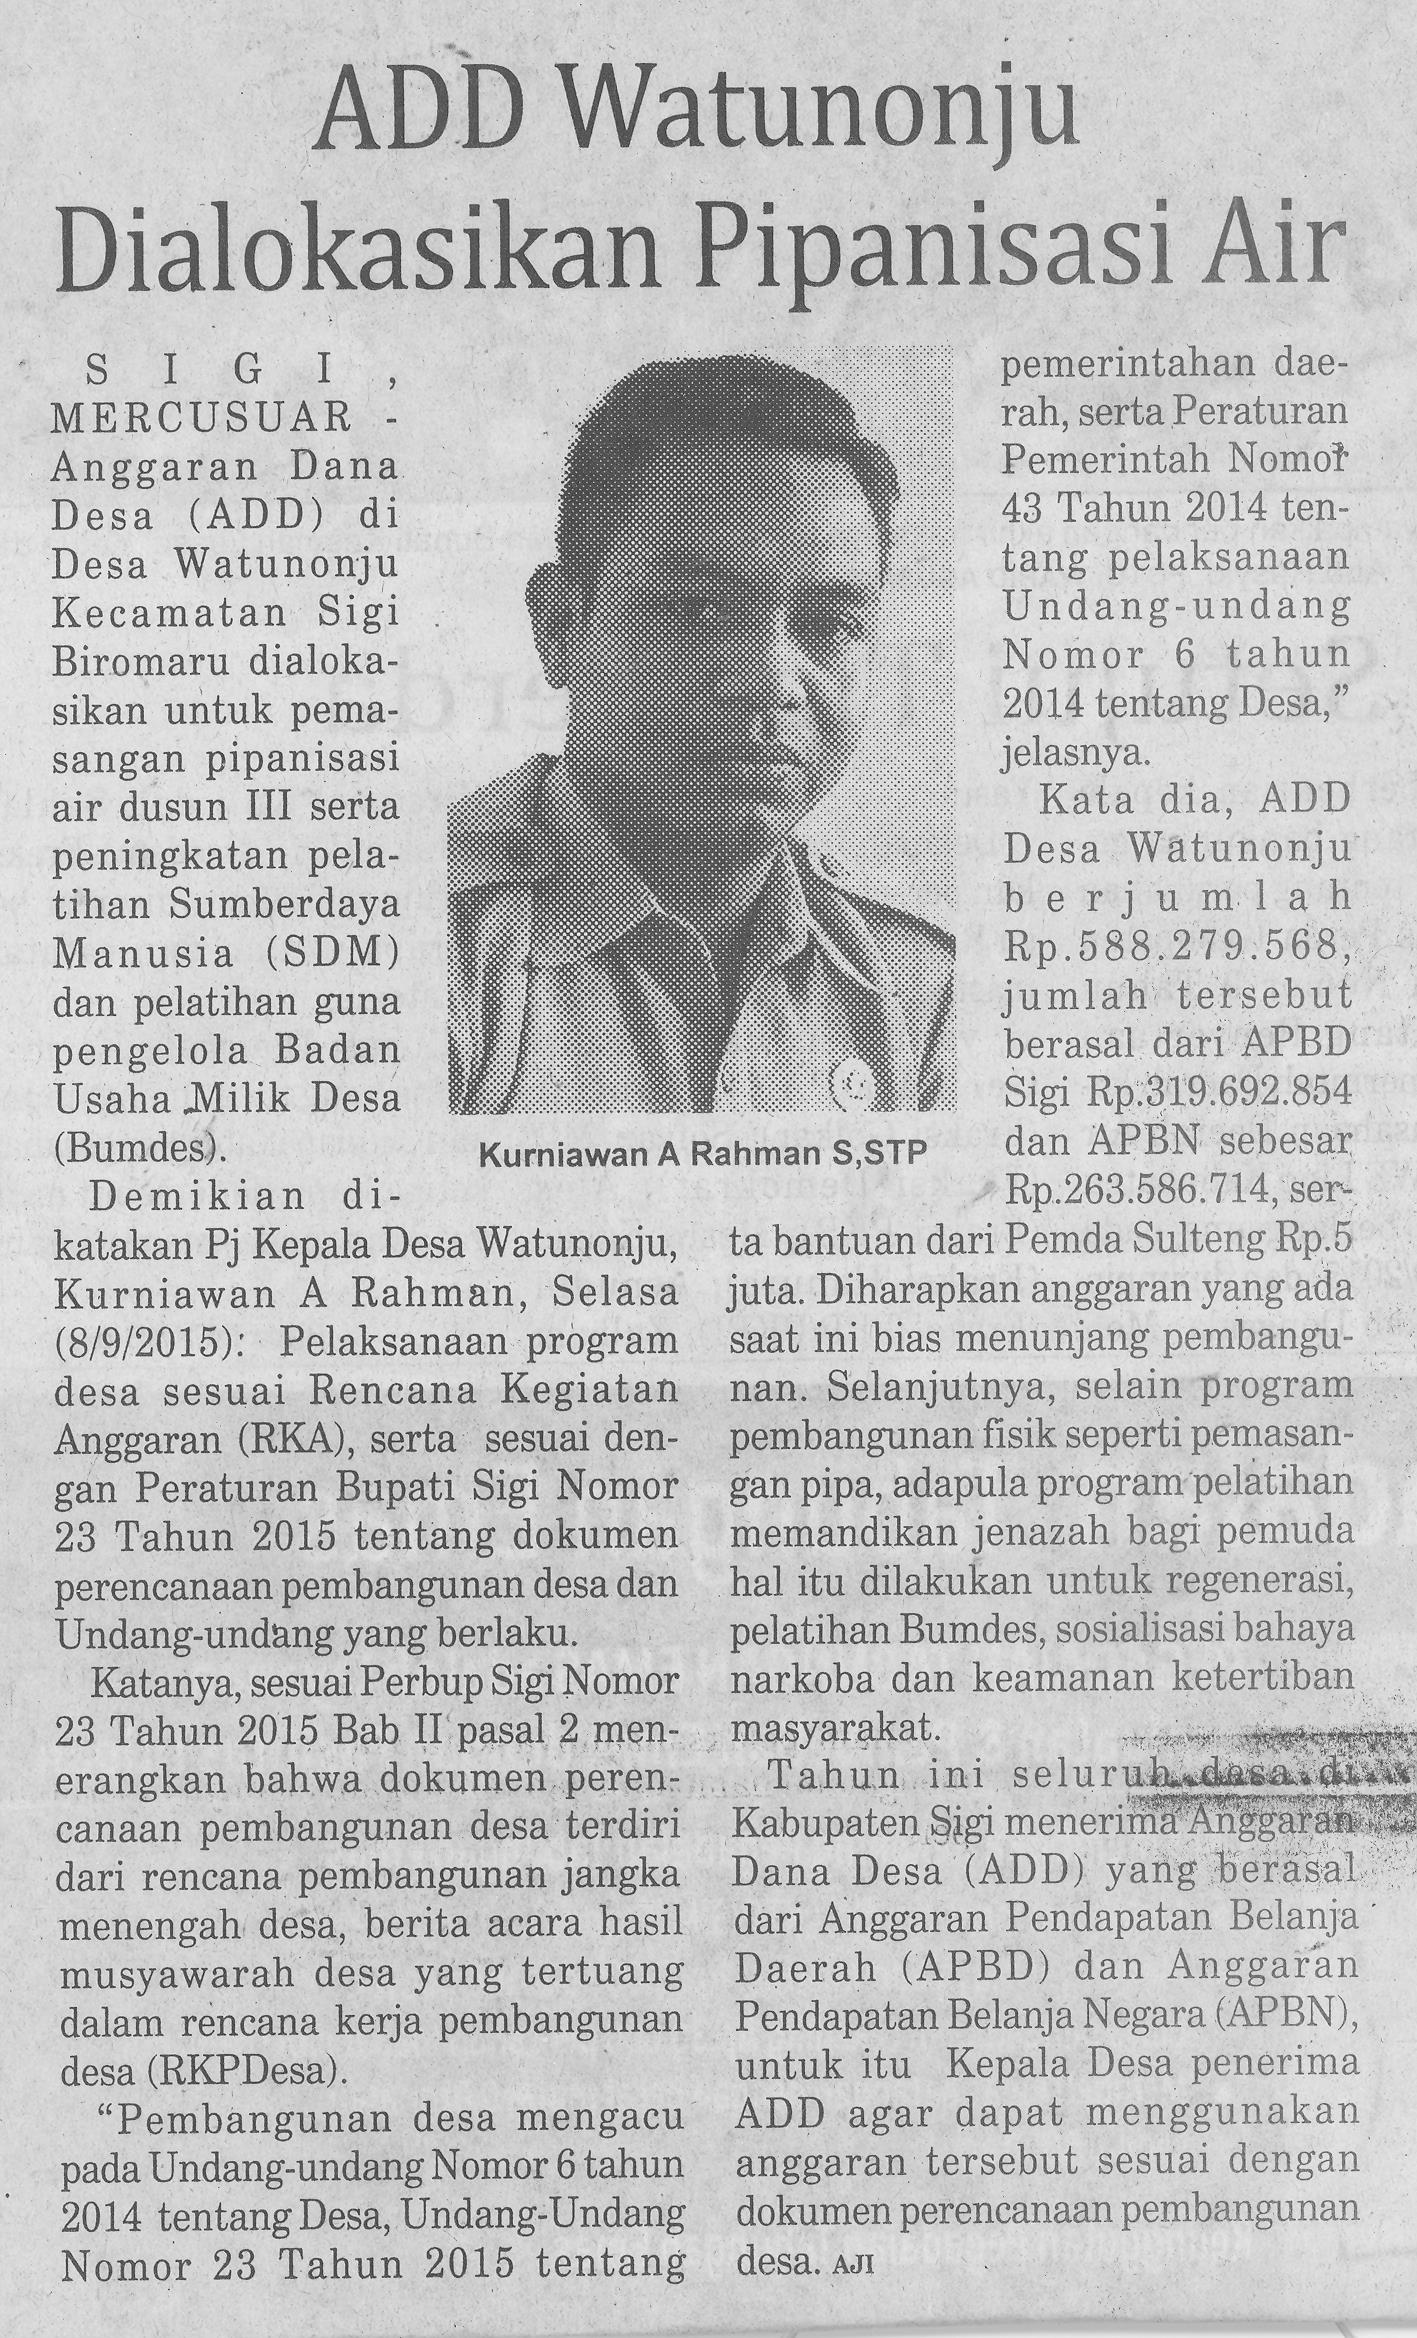 ADD Watunonju
Dialokasikan Pipanisasi Air
SIGI,
MERCUSUAR -
Anggaran Dana
Desa (ADD) di
Desa Watunonju
Kecamatan Sigi
Biromaru dialoka-
sikan untuk pema-
sangan pipanisasi
air dusun III serta
peningkatan pela-
tihan Sumberdaya
Manusia (SDM)
dan pelatihan guna
pengelola Badan
Usaha Milik Desa
(Bumdes).
Demikian di-
katakan Pj Kepala Desa Watunonju,
Kurniawan A Rahman, Selasa
(8/9/2015): Pelaksanaan program
desa sesuai Rencana Kegiatan
Anggaran (RKA), serta sesuai den-
gan Peraturan Bupati Sigi Nomor
23 Tahun 2015 tentang dokumen
perencanaan pembangunan desa dan
Undang-undang yang berlaku.
Katanya, sesuai Perbup Sigi Nomor
23 Tahun 2015 Bab II pasal 2 men-
erangkan bahwa dokumen peren-
canaan pembangunan desa terdiri
dari rencana pembangunan jangka
menengah desa, berita acara hasil
musyawarah desa yang tertuang
dalam rencana kerja pembangunan
desa (RKPDesa).
“Pembangunan desa mengacu
pada Undang-undang Nomor 6 tahun
2014 tentang Desa, Undang-Undang
Nomor 23 Tahun 2015 tentang
Kurniawan A Rahman S,STP
pemerintahan dae-
rah, serta Peraturan
Pemerintah Nomor
43 Tahun 2014 ten-
tang pelaksanaan
Undang-undang
Nomor 6 tahun
2014 tentang Desa,”
jelasnya.
Kata dia, ADD
Desa Watunonju
berjumlah
Rp.588.279.568,
jumlah tersebut
berasal dari APBD
Sigi Rp.319.692.854
dan APBN sebesar
Rp.263.586.714, ser-
ta bantuan dari Pemda Sulteng Rp.5
juta. Diharapkan anggaran yang ada
saat ini bias menunjang pembangu-
nan. Selanjutnya, selain program
pembangunan fisik seperti pemasan-
gan pipa, adapula program pelatihan
memandikan jenazah bagi pemuda
hal itu dilakukan untuk regenerasi,
pelatihan Bumdes, sosialisasi bahaya
narkoba dan keamanan ketertiban
masyarakat.
Tahun ini seluruh desa di
Kabupaten Sigi menerima Anggaran
Dana Desa (ADD) yang berasal
dari Anggaran Pendapatan Belanja
Daerah (APBD) dan Anggaran
Pendapatan Belanja Negara (APBN),
untuk itu Kepala Desa penerima
ADD agar dapat menggunakan
anggaran tersebut sesuai dengan
dokumen perencanaan pembangunan
desa. AJI